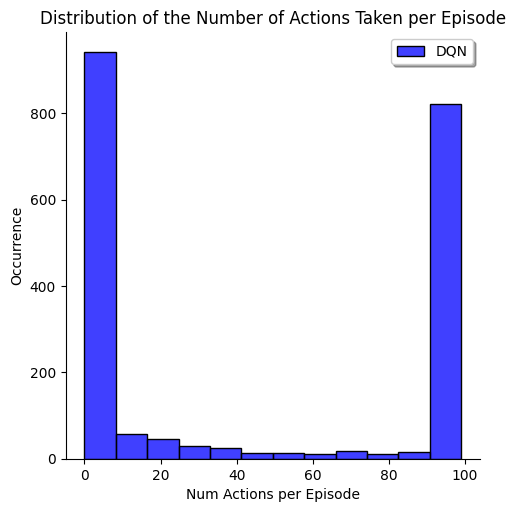 Distribution of the Number of Actions Taken per Episode
DQN
800
600
400
200
0
Occurrence
0 20 40 60 80 100
Num Actions per Episode